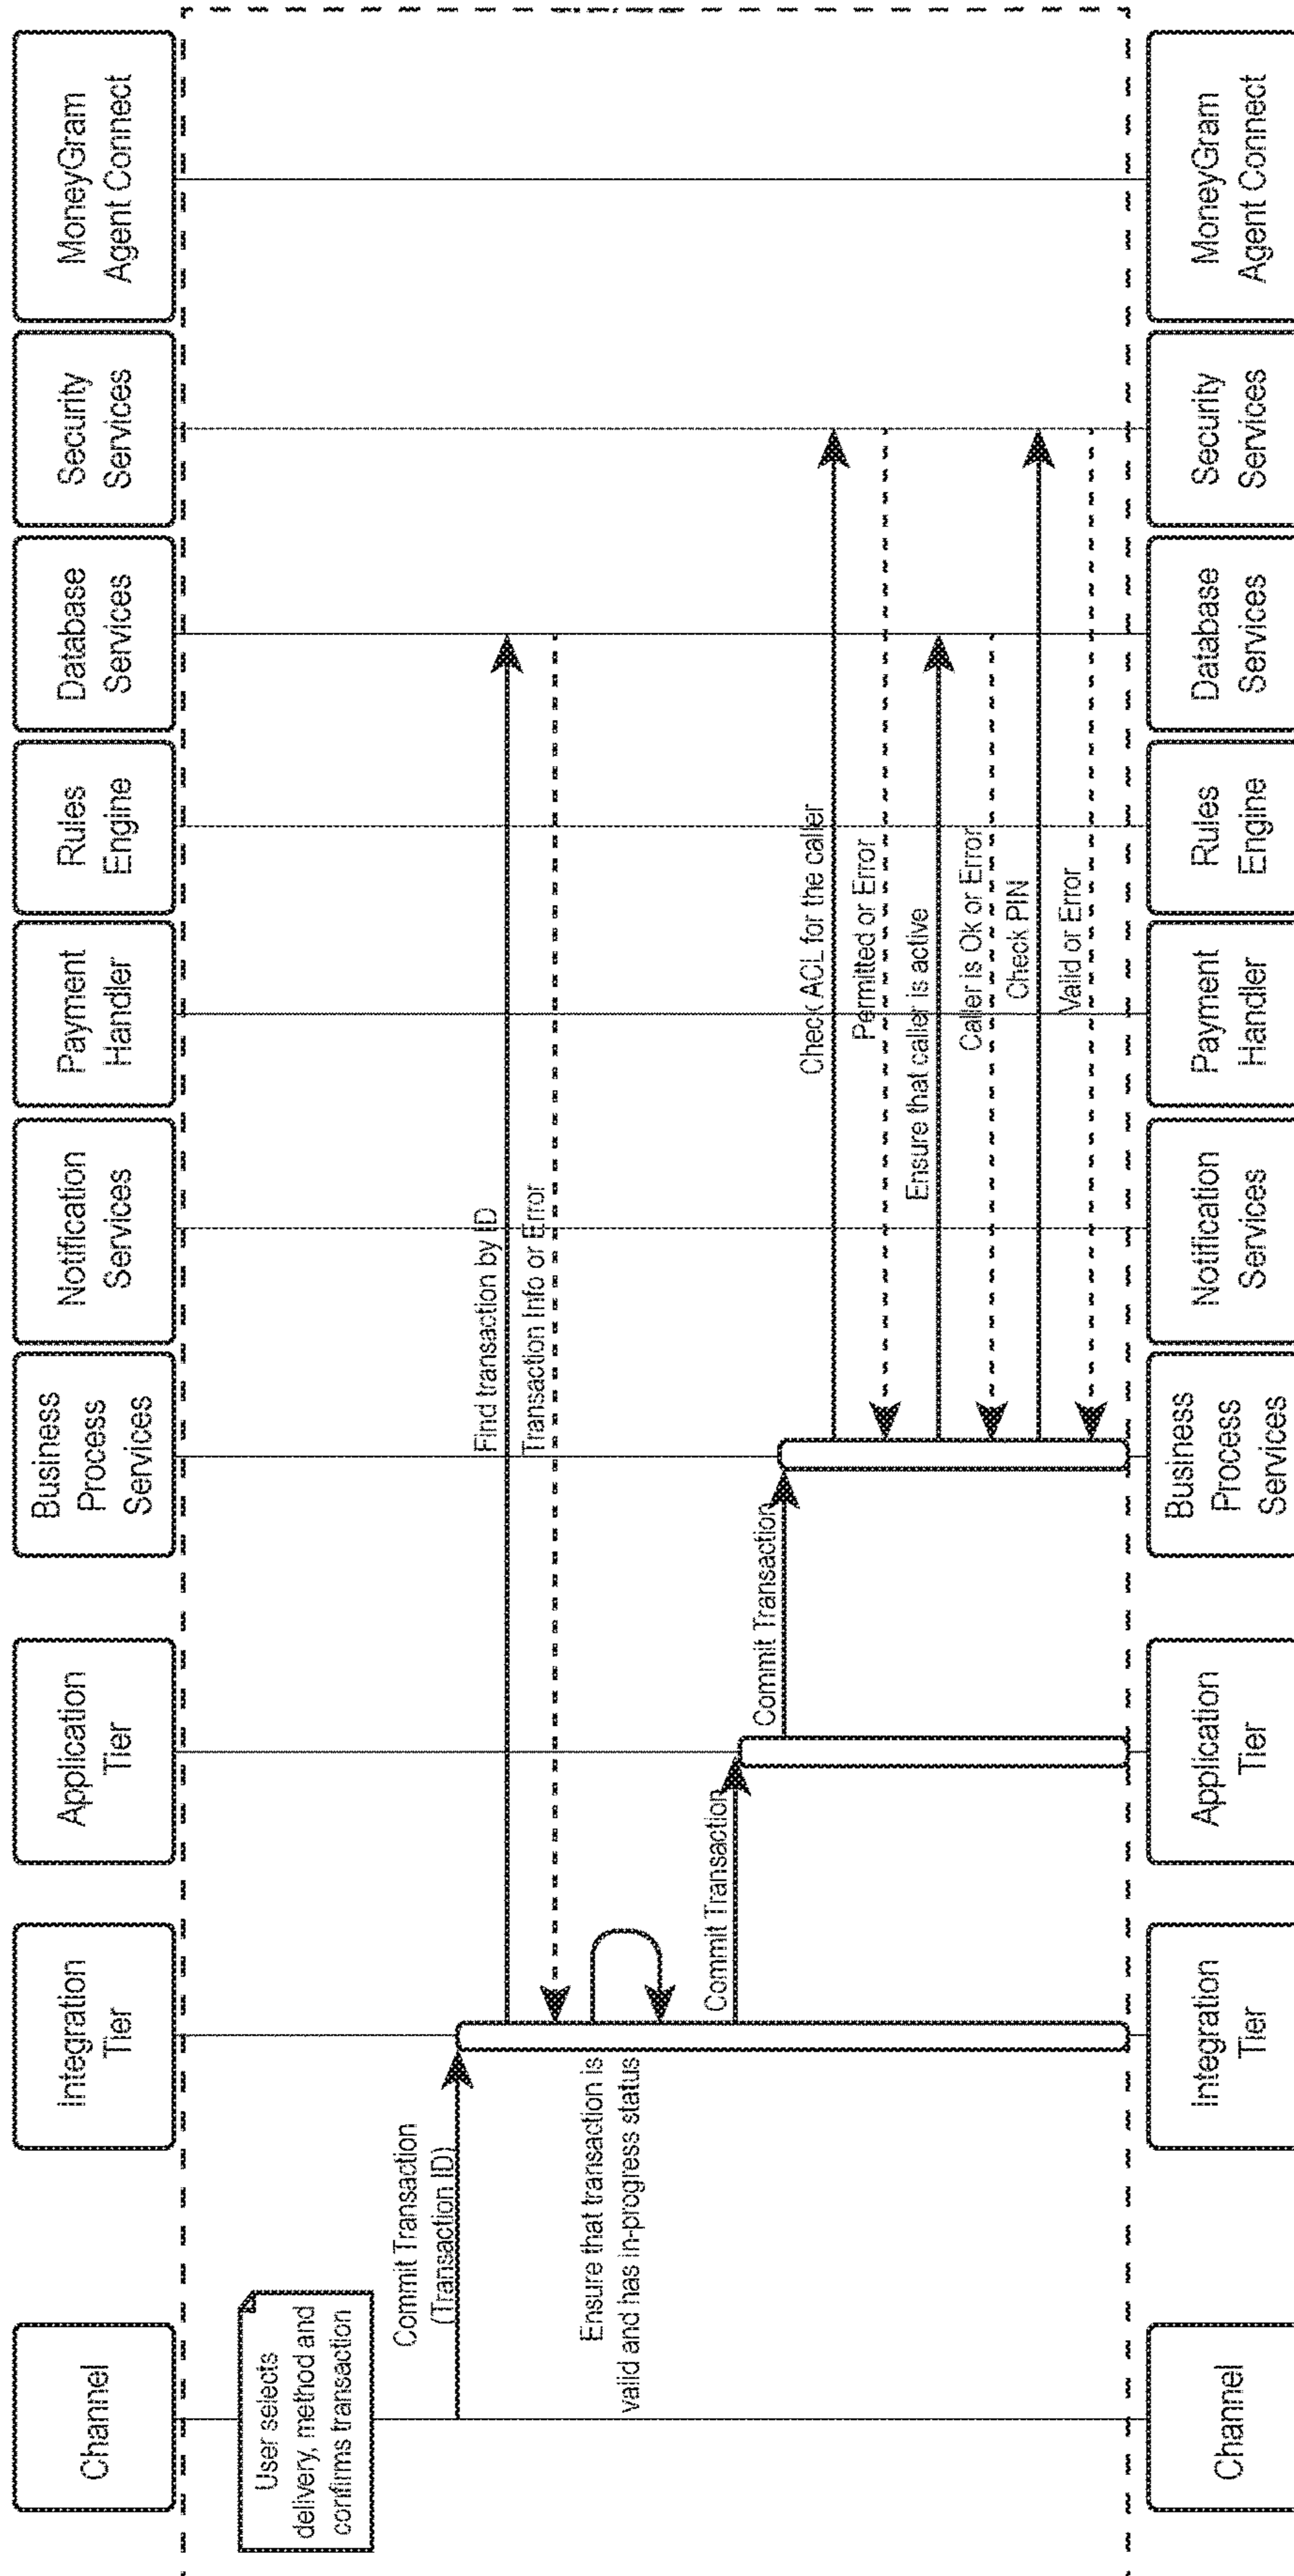 Channel
Integration
Tier
Application
Tier
Business
Process
Services
Notification
Services
Payment
Handler
Rules
Engine
Database
Services
Security
Services
MoneyGram
Agent Connect
User selects
delivery, method and
confirms transaction
Commit Transaction
(Transaction ID)
Find transaction by ID
Transaction Info or Error
Ensure that transaction is
valid and has in-progress status
Commit Transaction
Commit Transaction
Check ACL for the caller
Permitted or Error
Ensure that caller is active
Caller is Ok or Error
Check PIN
Valid or Error
Channel
Integration
Tier
Application
Tier
Business
Process
Services
Notification
Services
Payment
Handler
Rules
Engine
Database
Services
Security
Services
MoneyGram
Agent Connect